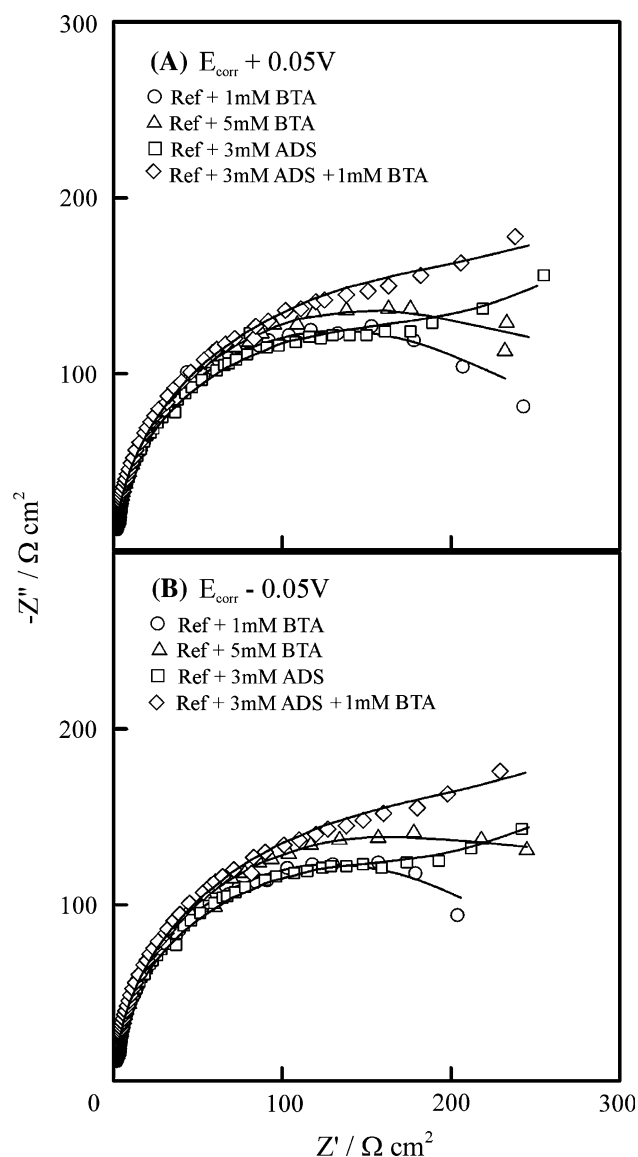 300
(A) E_corr + 0.05V
Ref + 1mM BTA
Ref + 5mM BTA
Ref + 3mM ADS
Ref + 3mM ADS +1mM BTA
200
100
-Z'' / Ω cm²
(B) E_corr - 0.05V
Ref + 1mM BTA
Ref + 5mM BTA
Ref + 3mM ADS
Ref + 3mM ADS +1mM BTA
200
100
0 100 200 300
Z' / Ω cm²